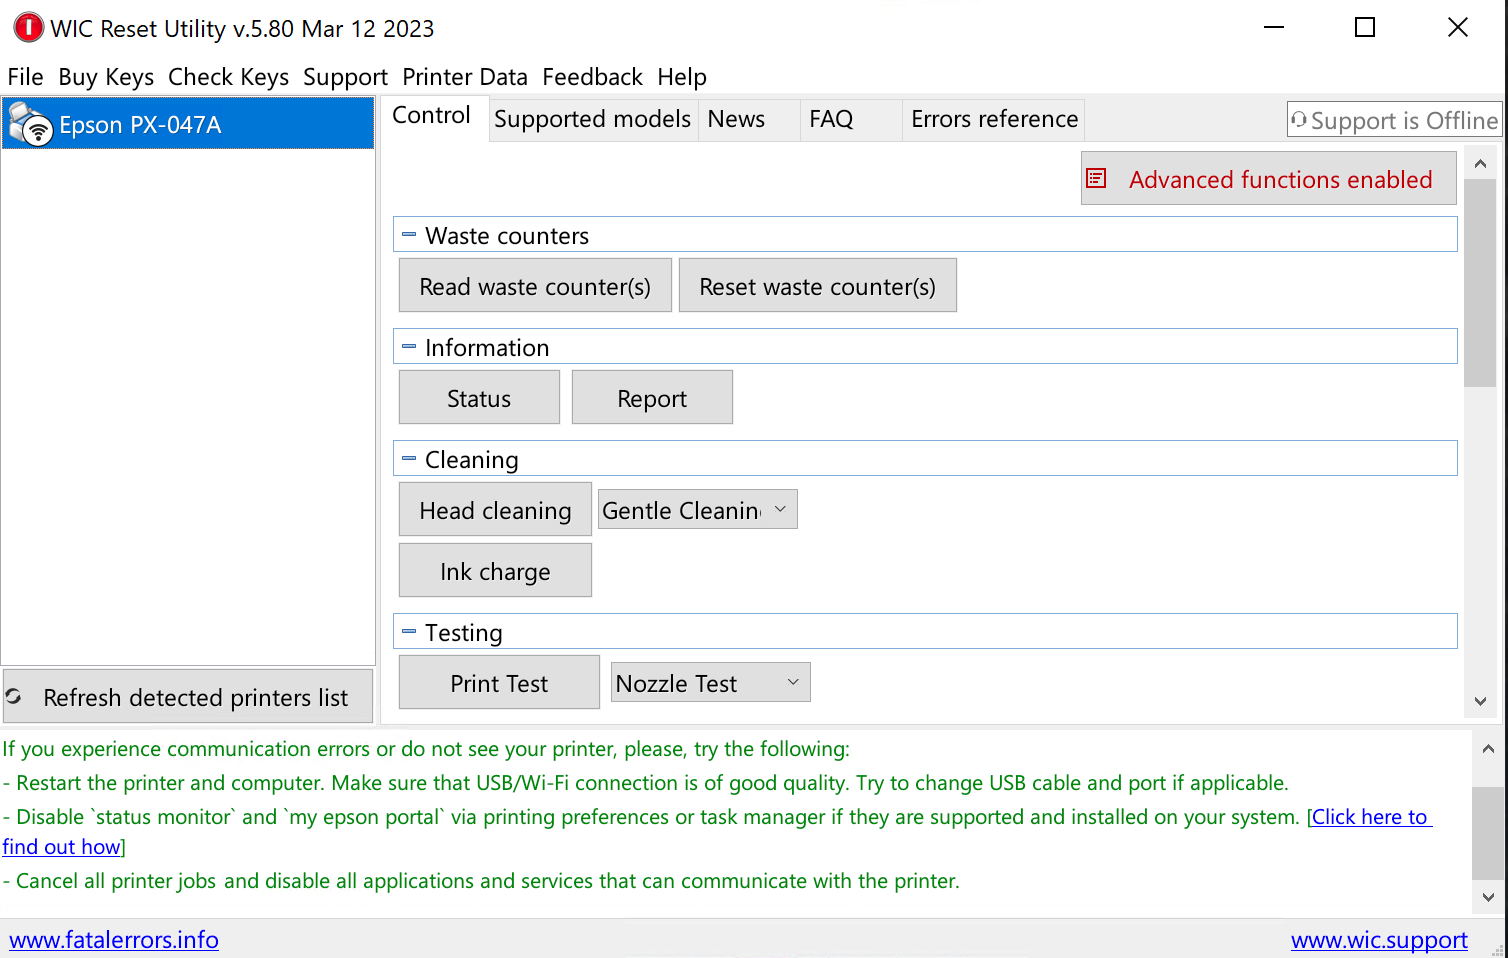 WIC Reset Utility v.5.80 Mar 12 2023
File Buy Keys Check Keys Support Printer Data Feedback Help
Epson PX-047A
Control Supported models News FAQ Errors reference Support is Offline
Advanced functions enabled
Waste counters
Read waste counter(s) Reset waste counter(s)
Information
Status Report
Cleaning
Head cleaning Gentle Cleanin
Ink charge
Testing
Print Test Nozzle Test
Refresh detected printers list
If you experience communication errors or do not see your printer, please, try the following:
- Restart the printer and computer. Make sure that USB/Wi-Fi connection is of good quality. Try to change USB cable and port if applicable.
- Disable `status monitor` and `my epson portal` via printing preferences or task manager if they are supported and installed on your system. [Click here to
find out how]
- Cancel all printer jobs and disable all applications and services that can communicate with the printer.
www.fatalerrors.info www.wic.support